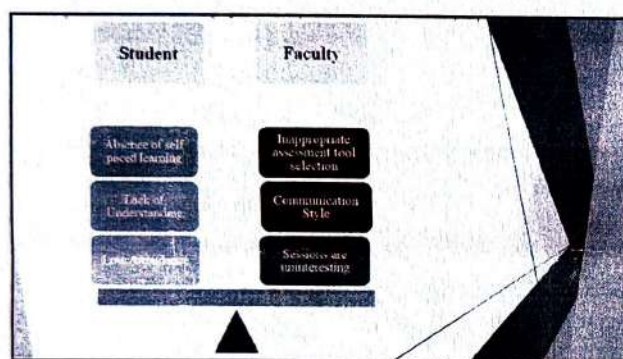 Student
Faculty
Absence of self
paced learning
Inappropriate
assessment tool
selection
Lack of
Understanding
Communication
Style
Low
Sessions are
uninteresting